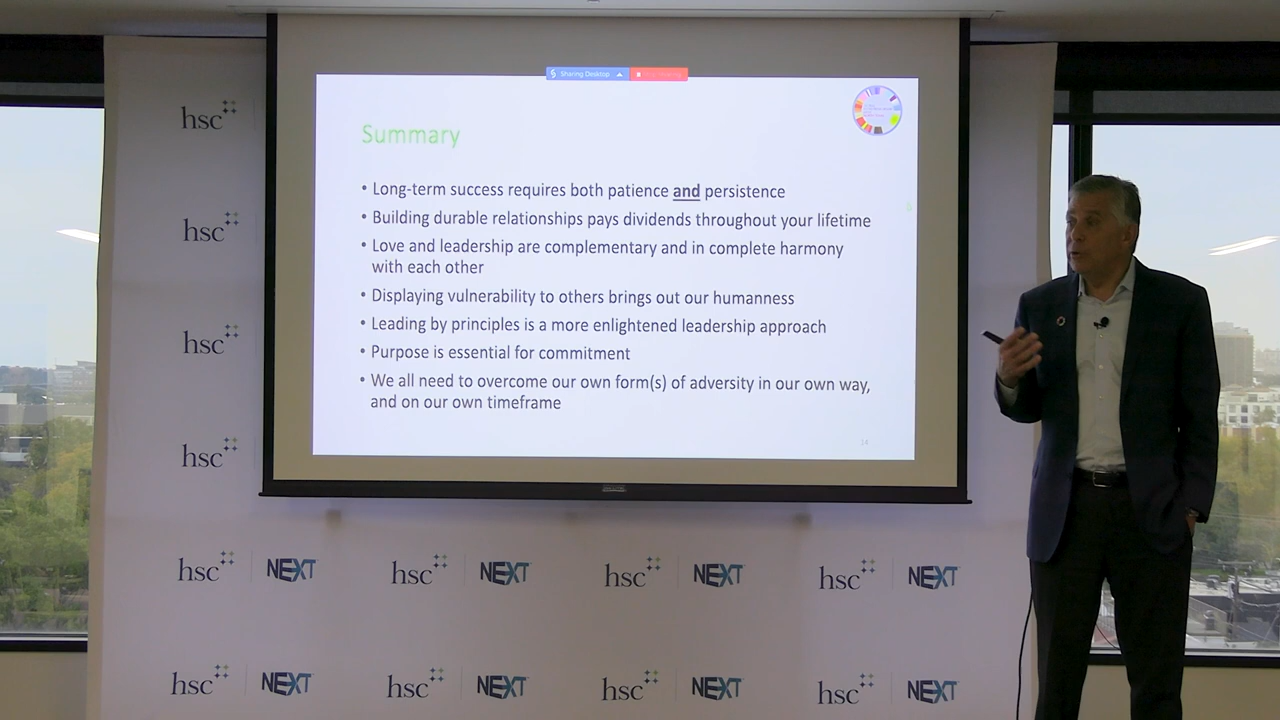 Sharing Desktop
Summary
• Long-term success requires both patience and persistence
• Building durable relationships pays dividends throughout your lifetime
• Love and leadership are complementary and in complete harmony
with each other
• Displaying vulnerability to others brings out our humanness
• Leading by principles is a more enlightened leadership approach
• Purpose is essential for commitment
• We all need to overcome our own form(s) of adversity in our own way,
and on our own timeframe
14
hsc
hsc
hsc
hsc
hsc NEXT hsc NEXT hsc NEXT hsc NEXT
hsc NEXT hsc NEXT hsc NEXT hsc NEXT